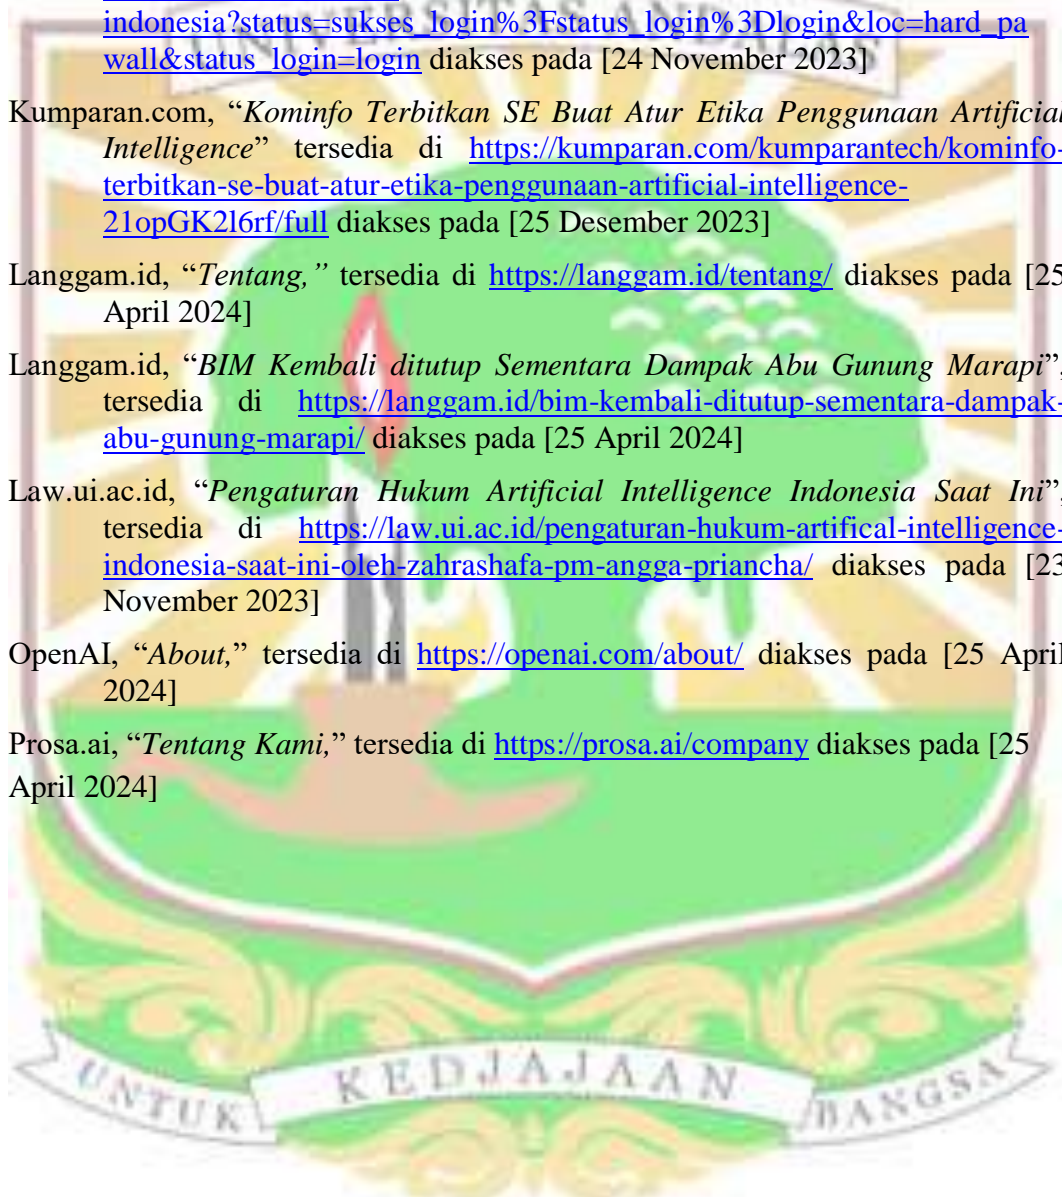 indonesia?status=sukses_login%3Fstatus_login%3Dlogin&loc=hard_pa
wall&status_login=login diakses pada [24 November 2023]
Kumparan.com, “Kominfo Terbitkan SE Buat Atur Etika Penggunaan Artificial
Intelligence” tersedia di https://kumparan.com/kumparantech/kominfo-
terbitkan-se-buat-atur-etika-penggunaan-artificial-intelligence-
21opGK2l6rf/full diakses pada [25 Desember 2023]
Langgam.id, “Tentang,” tersedia di https://langgam.id/tentang/ diakses pada [25
April 2024]
Langgam.id, “BIM Kembali ditutup Sementara Dampak Abu Gunung Marapi”,
tersedia di https://langgam.id/bim-kembali-ditutup-sementara-dampak-
abu-gunung-marapi/ diakses pada [25 April 2024]
Law.ui.ac.id, “Pengaturan Hukum Artificial Intelligence Indonesia Saat Ini”,
tersedia di https://law.ui.ac.id/pengaturan-hukum-artifical-intelligence-
indonesia-saat-ini-oleh-zahrashafa-pm-angga-priancha/ diakses pada [23
November 2023]
OpenAI, “About,” tersedia di https://openai.com/about/ diakses pada [25 April
2024]
Prosa.ai, “Tentang Kami,” tersedia di https://prosa.ai/company diakses pada [25
April 2024]
UNTUK KEDJAJAAN BANGSA